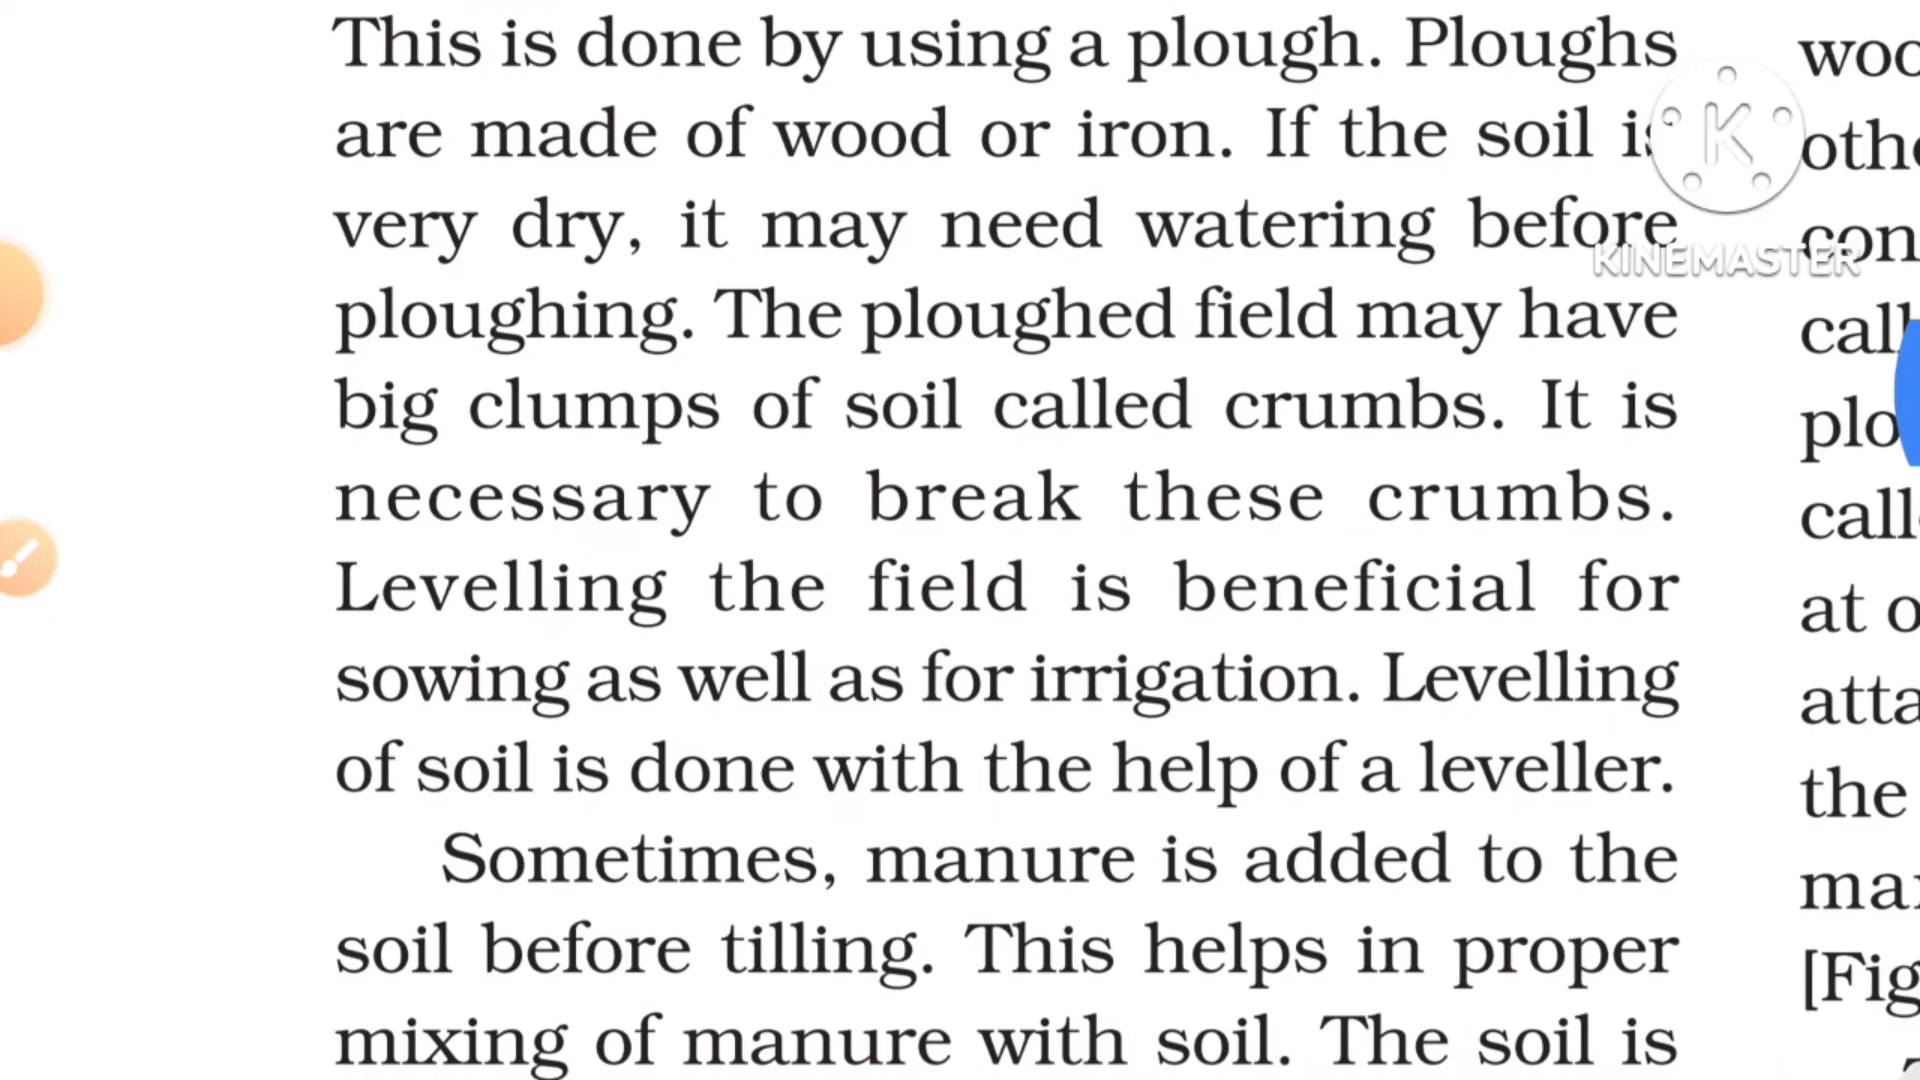 This is done by using a plough. Ploughs
are made of wood or iron. If the soil is
very dry, it may need watering before
ploughing. The ploughed field may have
big clumps of soil called crumbs. It is
necessary to break these crumbs.
Levelling the field is beneficial for
sowing as well as for irrigation. Levelling
of soil is done with the help of a leveller.
Sometimes, manure is added to the
soil before tilling. This helps in proper
mixing of manure with soil. The soil is
K
KINEMASTER
at
the
[Fig